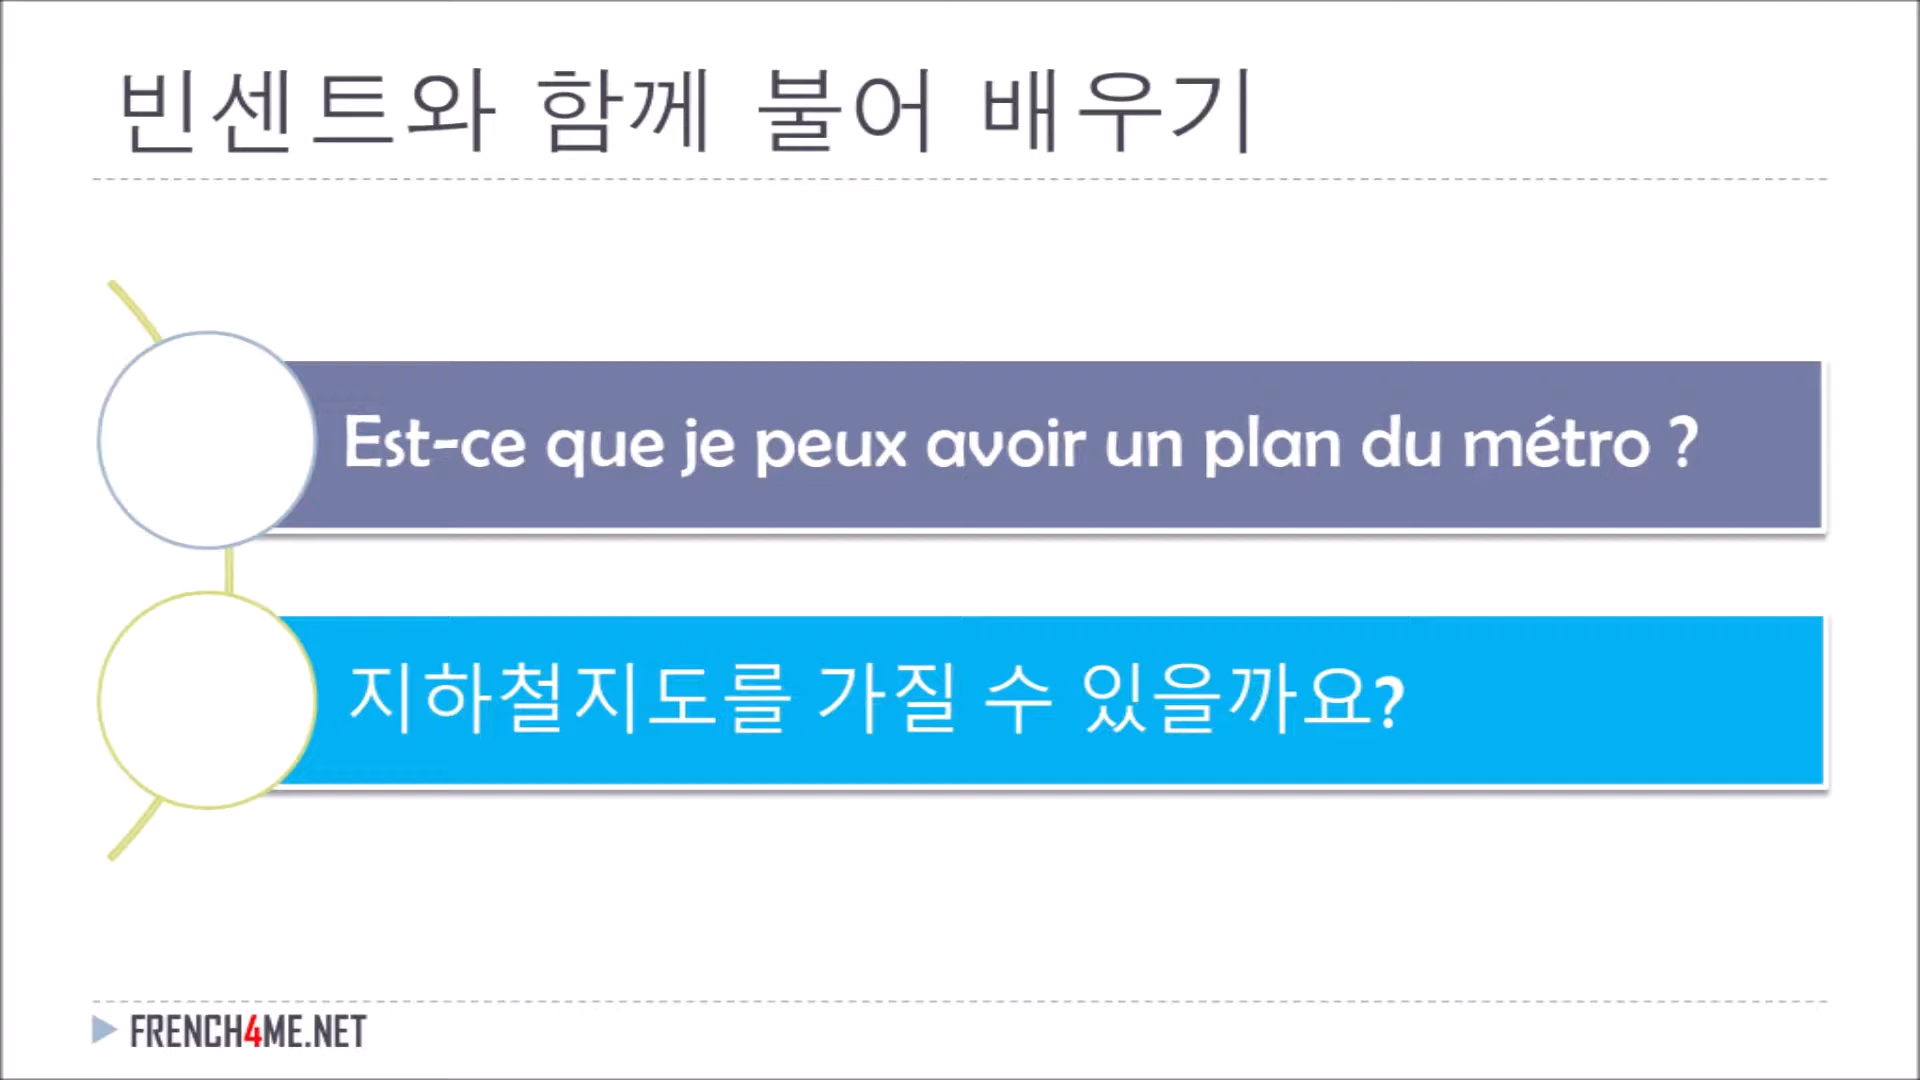 빈센트와 함께 불어 배우기
Est-ce que je peux avoir un plan du métro ?
지하철지도를 가질 수 있을까요?
FRENCH4ME.NET